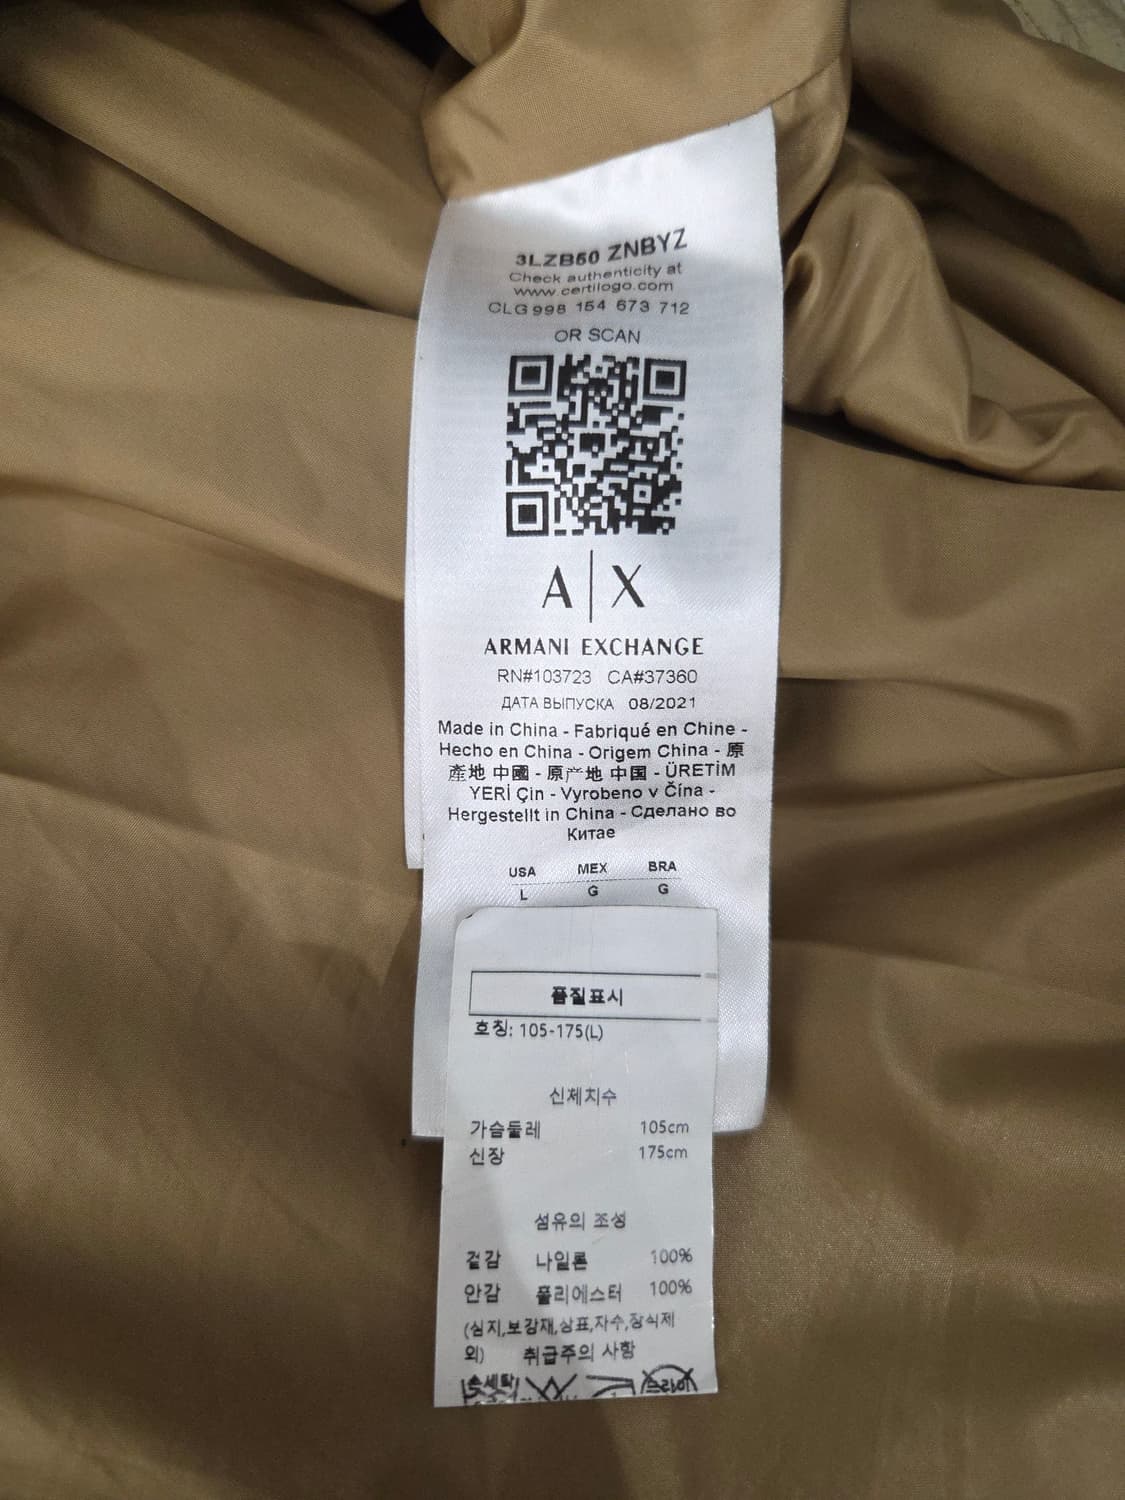 3LZB50 ZNBYZ
Check authenticity at
www.certilogo.com
CLG 998 154 673 712
OR SCAN
A|X
ARMANI EXCHANGE
RN#103723 CA#37360
ДАТА ВЫПУСКА 08/2021
Made in China - Fabriqué en Chine -
Hecho en China - Origem China - 原
產地 中國 - 原产地 中国 - ÜRETİM
YERİ Çin - Vyrobeno v Čína -
Hergestellt in China - Сделано во
Китае
USA MEX BRA
L G G
품질표시
호칭: 105-175(L)
신체치수
가슴둘레 105cm
신장 175cm
섬유의 조성
겉감 나일론 100%
안감 폴리에스터 100%
(심지,보강재,상표,자수,장식제
외) 취급주의 사항
손세탁